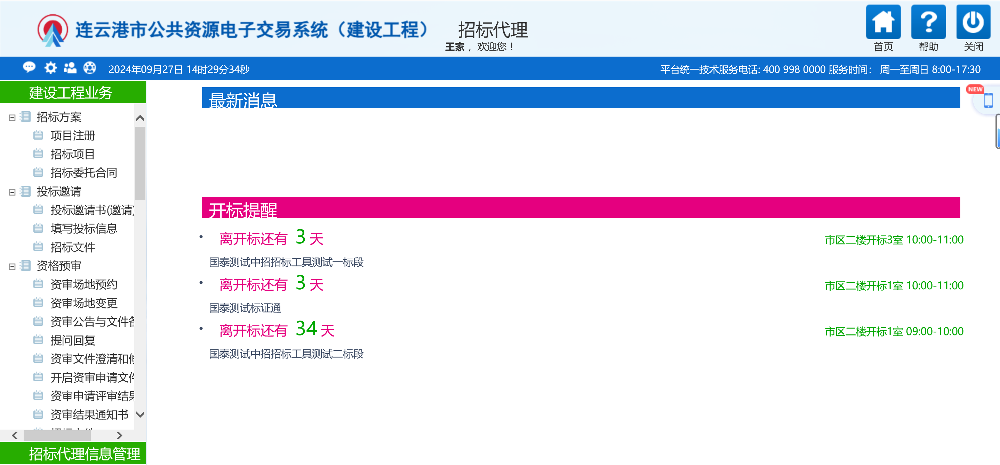 连云港市公共资源电子交易系统（建设工程）
招标代理
王家 ，欢迎您！
首页
帮助
关闭
2024年09月27日 14时29分34秒
平台统一技术服务电话: 400 998 0000 服务时间： 周一至周日 8:00-17:30
建设工程业务
招标方案
项目注册
招标项目
招标委托合同
投标邀请
投标邀请书(邀请)
填写投标信息
招标文件
资格预审
资审场地预约
资审场地变更
资审公告与文件备
提问回复
资审文件澄清和修
开启资审申请文件
资审申请评审结果
资审结果通知书
招标代理信息管理
最新消息
NEW
开标提醒
离开标还有 3 天
市区二楼开标3室 10:00-11:00
国泰测试中招招标工具测试一标段
离开标还有 3 天
市区二楼开标1室 10:00-11:00
国泰测试标证通
离开标还有 34 天
市区二楼开标1室 09:00-10:00
国泰测试中招招标工具测试二标段